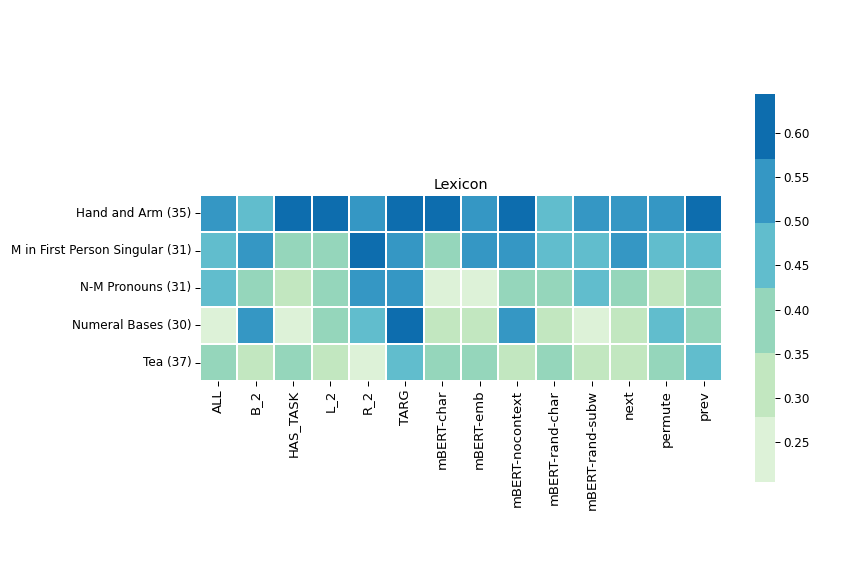 Lexicon
Hand and Arm (35)
M in First Person Singular (31)
N-M Pronouns (31)
Numeral Bases (30)
Tea (37)
ALL
B_2
HAS_TASK
L_2
R_2
TARG
mBERT-char
mBERT-emb
mBERT-nocontext
mBERT-rand-char
mBERT-rand-subw
next
permute
prev
0.60
0.55
0.50
0.45
0.40
0.35
0.30
0.25